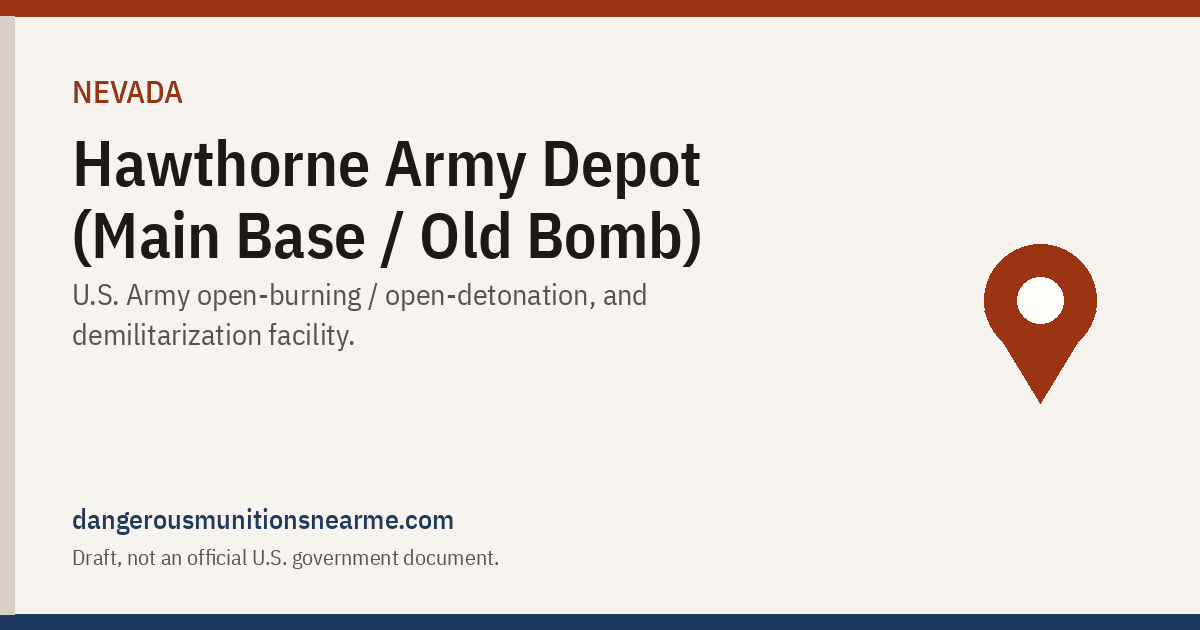 NEVADA
Hawthorne Army Depot
(Main Base / Old Bomb)
U.S. Army open-burning / open-detonation, and
demilitarization facility.
dangerousmunitionsnearme.com
Draft, not an official U.S. government document.